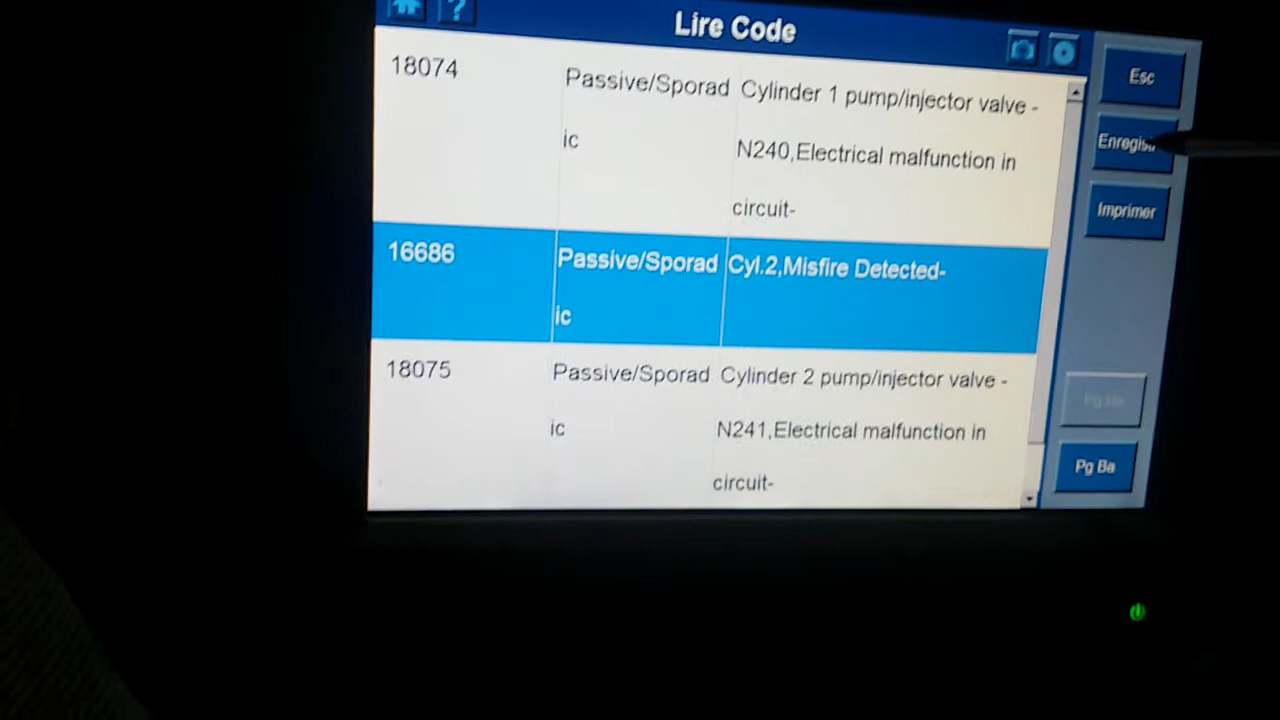 ?
Lire Code
Esc
18074
Passive/Sporad
ic
Cylinder 1 pump/injector valve -
N240,Electrical malfunction in
circuit-
Imprimer
16686
Passive/Sporad
ic
Cyl.2,Misfire Detected-
18075
Passive/Sporad
ic
Cylinder 2 pump/injector valve -
N241,Electrical malfunction in
circuit-
Pg Ba